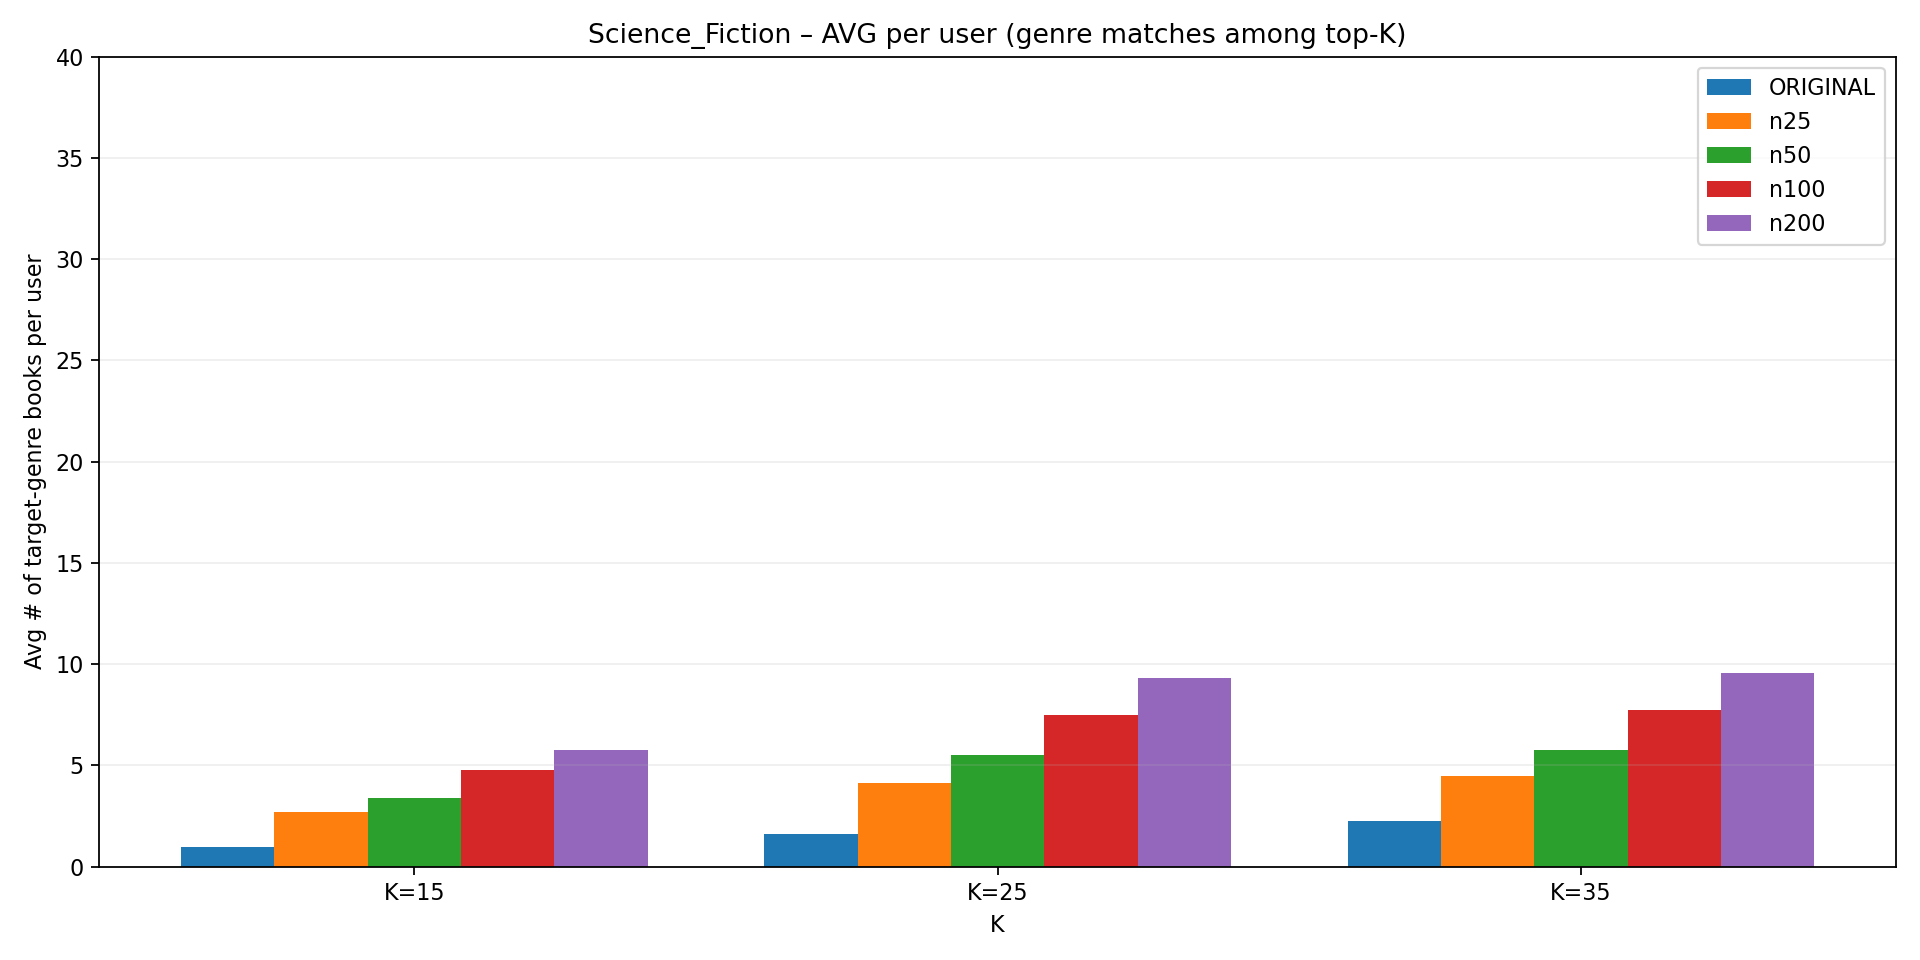 Science_Fiction – AVG per user (genre matches among top-K)
Avg # of target-genre books per user
40
35
30
25
20
15
10
5
0
ORIGINAL
n25
n50
n100
n200
K=15
K=25
K=35
K